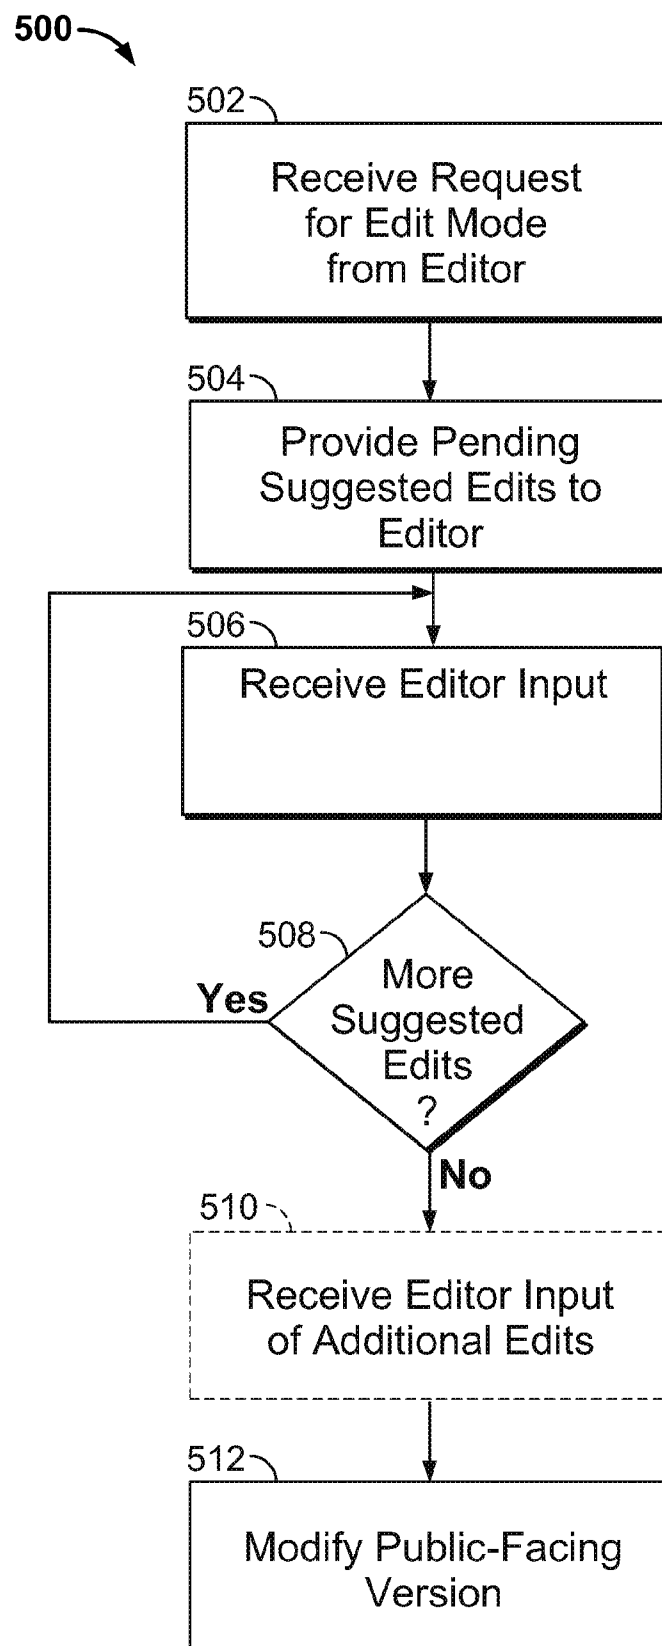 500
502
Receive Request
for Edit Mode
from Editor
504
Provide Pending
Suggested Edits to
Editor
506
Receive Editor Input
508
More
Suggested
Edits
?
Yes
No
510
Receive Editor Input
of Additional Edits
512
Modify Public-Facing
Version